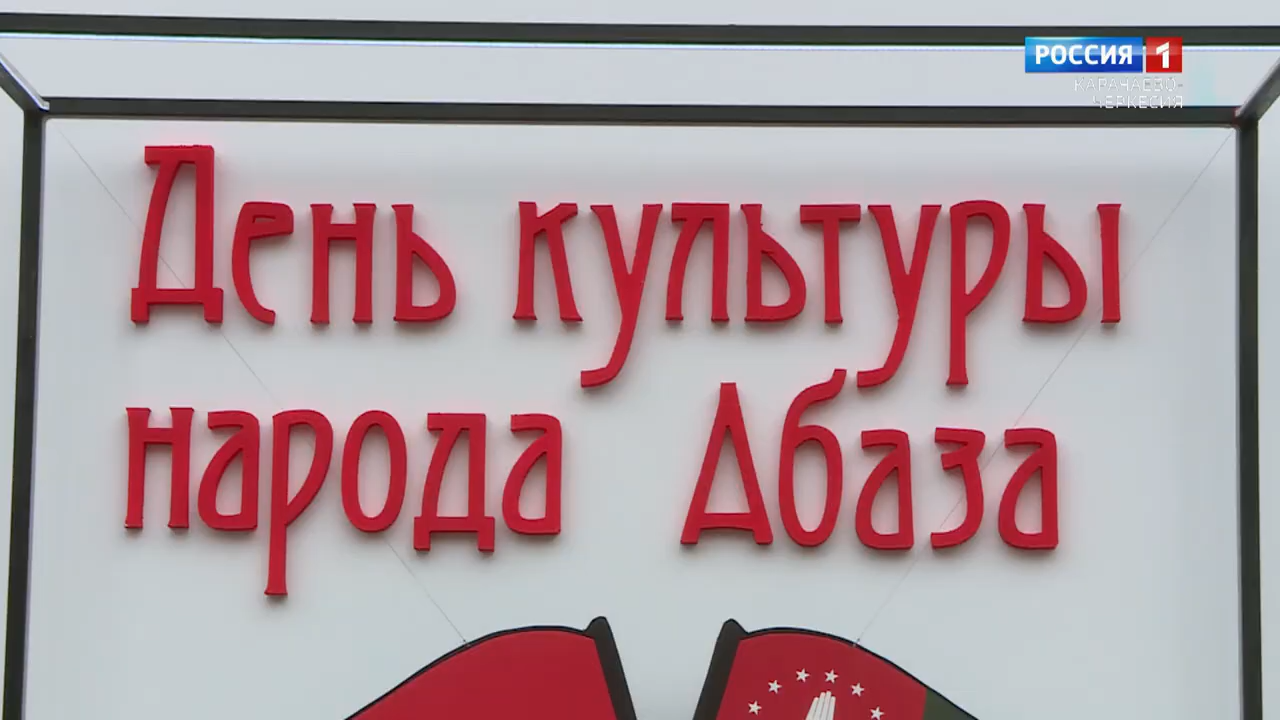 РОССИЯ 1
КАРАЧАЕВО-
ЧЕРКЕСИЯ
День культуры
народа Абаза